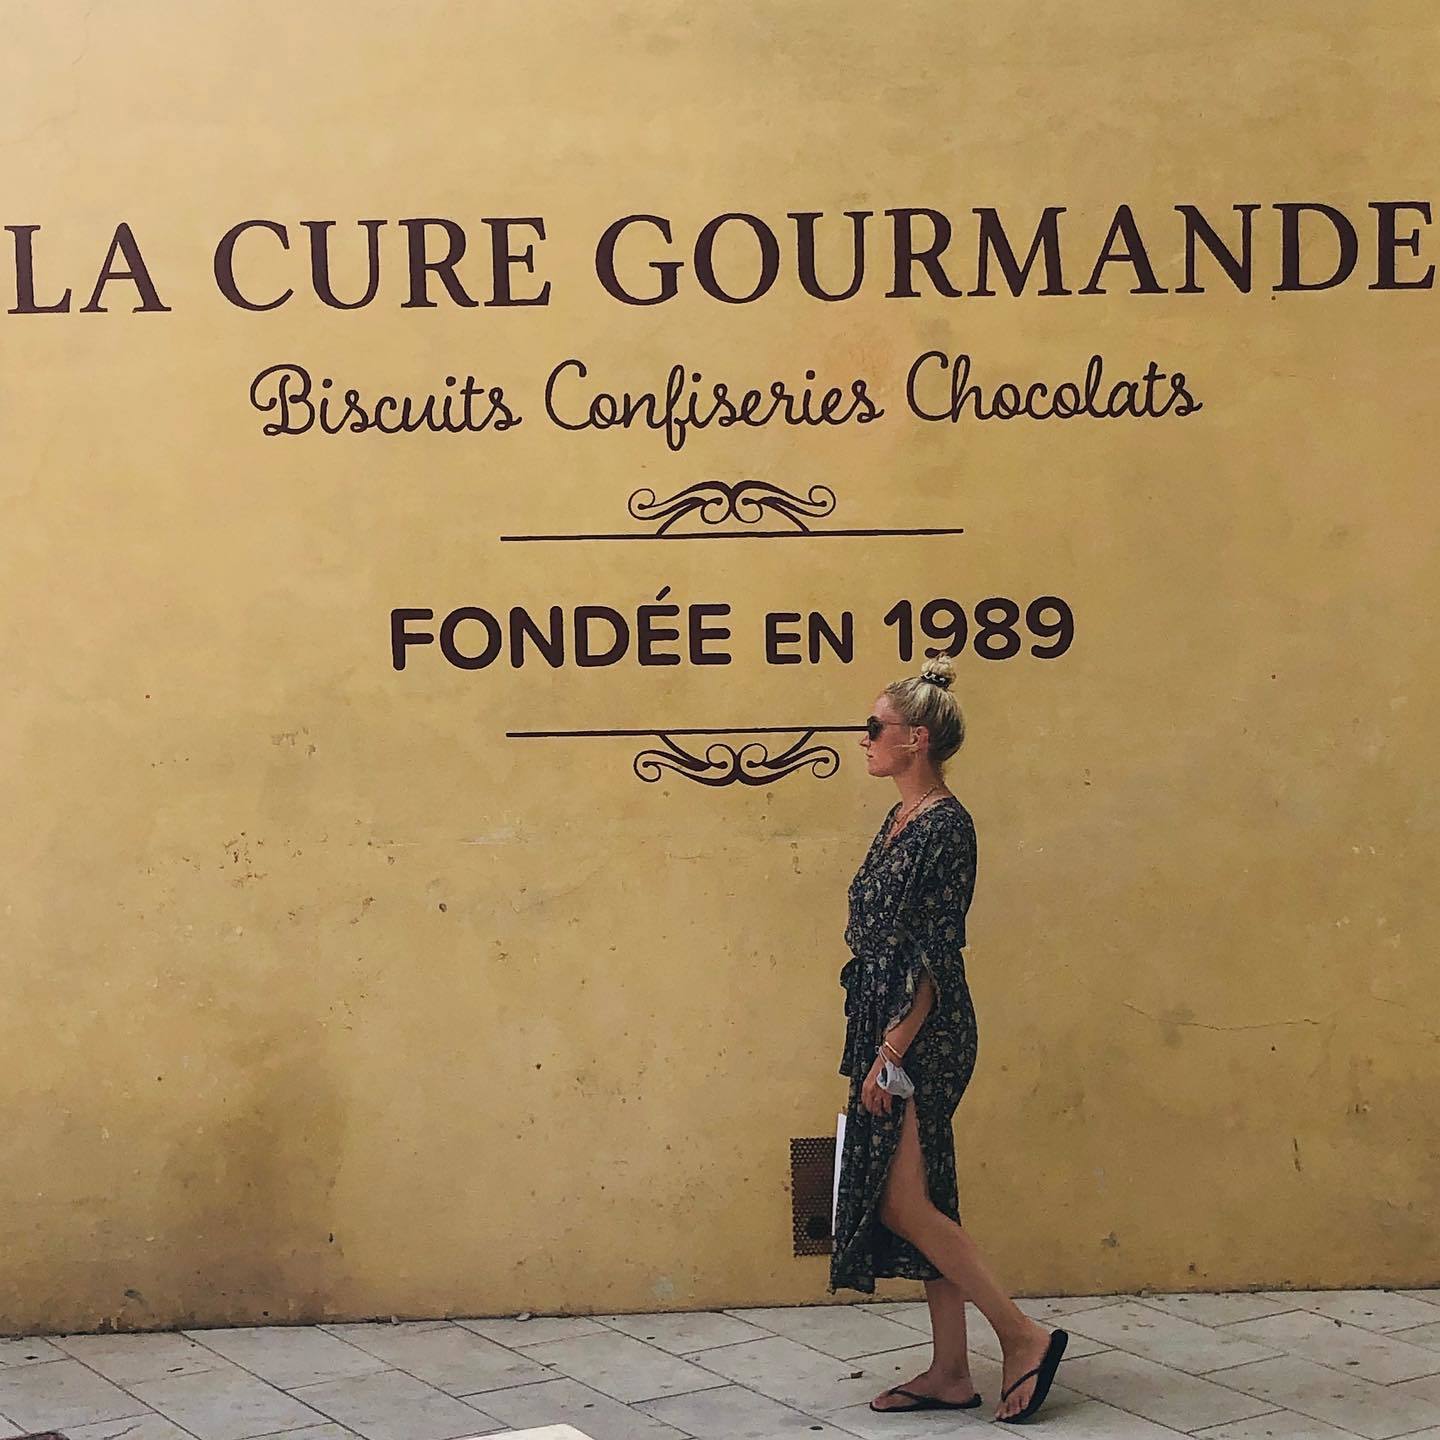 LA CURE GOURMANDE
Biscuits Confiseries Chocolats
FONDÉE EN 1989